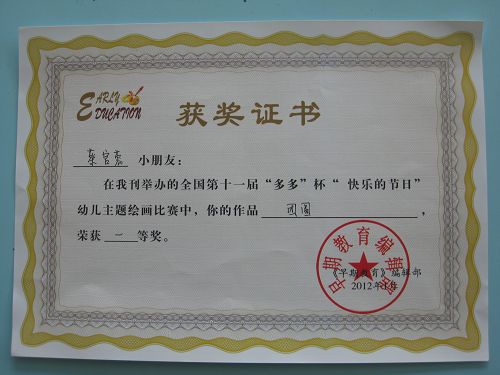 EARLY
EDUCATION
获奖证书
小朋友：
在我刊举办的全国第十一届“多多”杯“快乐的节日”
幼儿主题绘画比赛中，你的作品，
荣获 一 等奖。
早期教育编辑部
《早期教育》编辑部
2012年1月